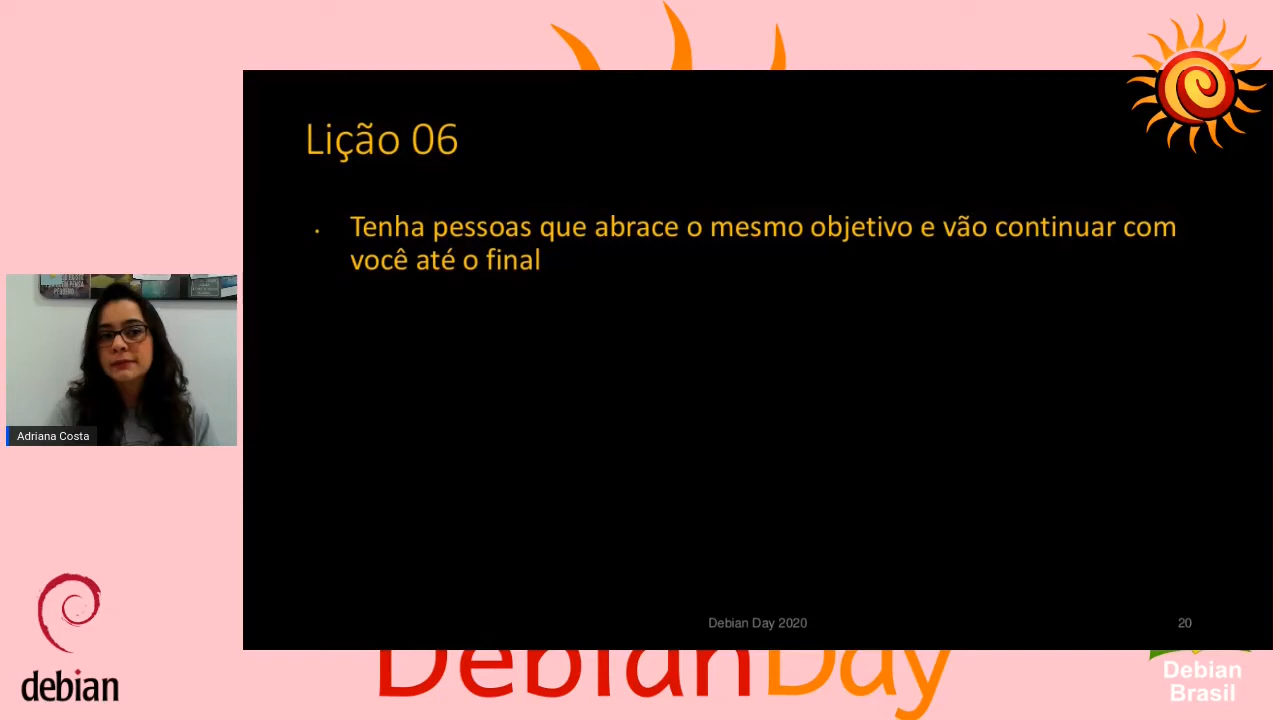 Lição 06
• Tenha pessoas que abrace o mesmo objetivo e vão continuar com
você até o final
Adriana Costa
Debian Day 2020
20
debian
DebianDay
Debian
Brasil